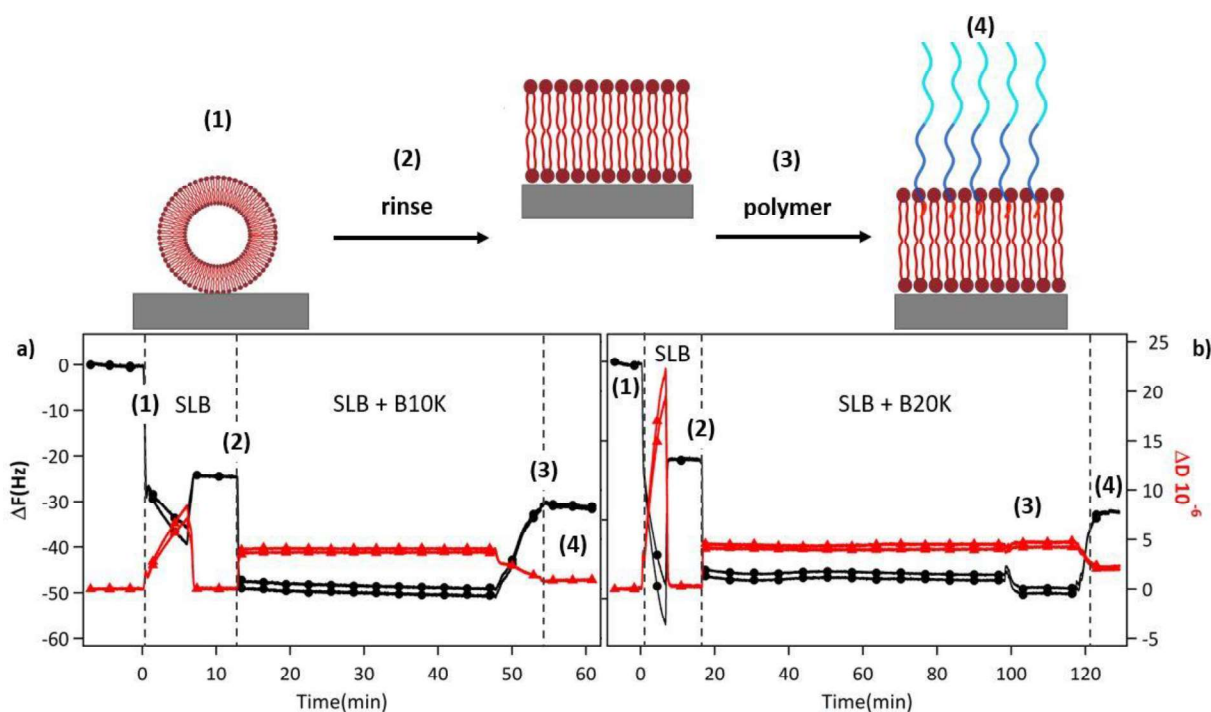 (1)
(2)
rinse
(3)
polymer
(4)
a)
b)
SLB
SLB + B10K
(1)
(2)
(3)
(4)
SLB
SLB + B20K
(1)
(2)
(3)
(4)
0
-10
-20
-30
-40
-50
-60
ΔF(Hz)
25
20
15
10
5
0
-5
ΔD 10-6
0 10 20 30 40 50 60
Time(min)
0 20 40 60 80 100 120
Time(min)